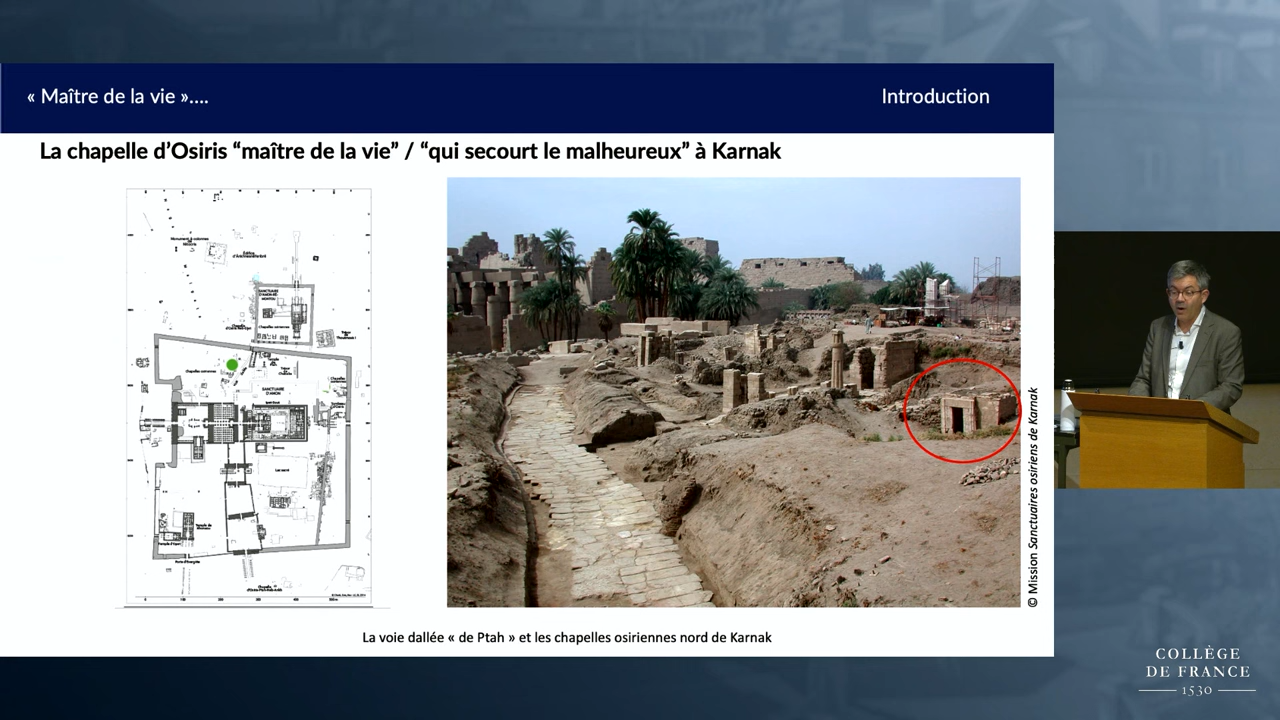 « Maître de la vie »....
Introduction
La chapelle d'Osiris “maître de la vie” / “qui secourt le malheureux” à Karnak
SANCTUAIRE
D'AMON
© Mission Sanctuaires osiriens de Karnak
La voie dallée « de Ptah » et les chapelles osiriennes nord de Karnak
COLLÈGE
DE FRANCE
1530